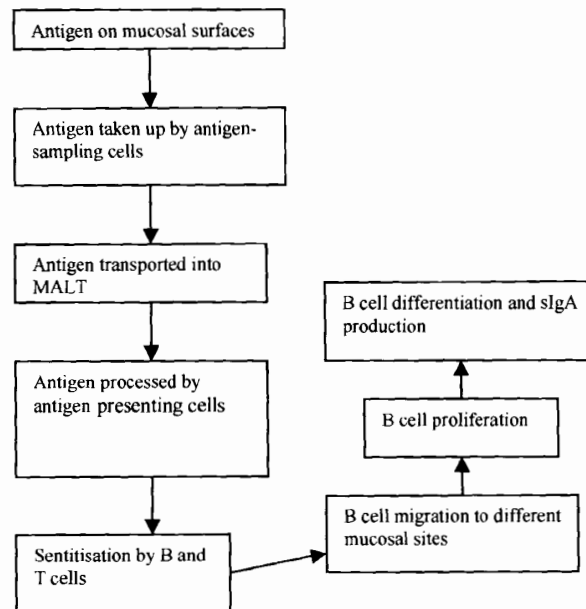 Antigen on mucosal surfaces
Antigen taken up by antigen-
sampling cells
Antigen transported into
MALT
Antigen processed by
antigen presenting cells
Sentitisation by B and
T cells
B cell migration to different
mucosal sites
B cell proliferation
B cell differentiation and sIgA
production